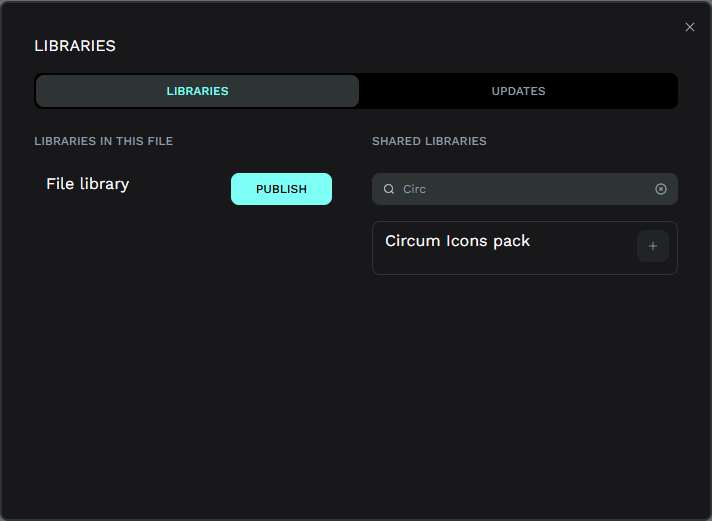 LIBRARIES
LIBRARIES
UPDATES
LIBRARIES IN THIS FILE
File library
PUBLISH
SHARED LIBRARIES
Circ
Circum Icons pack